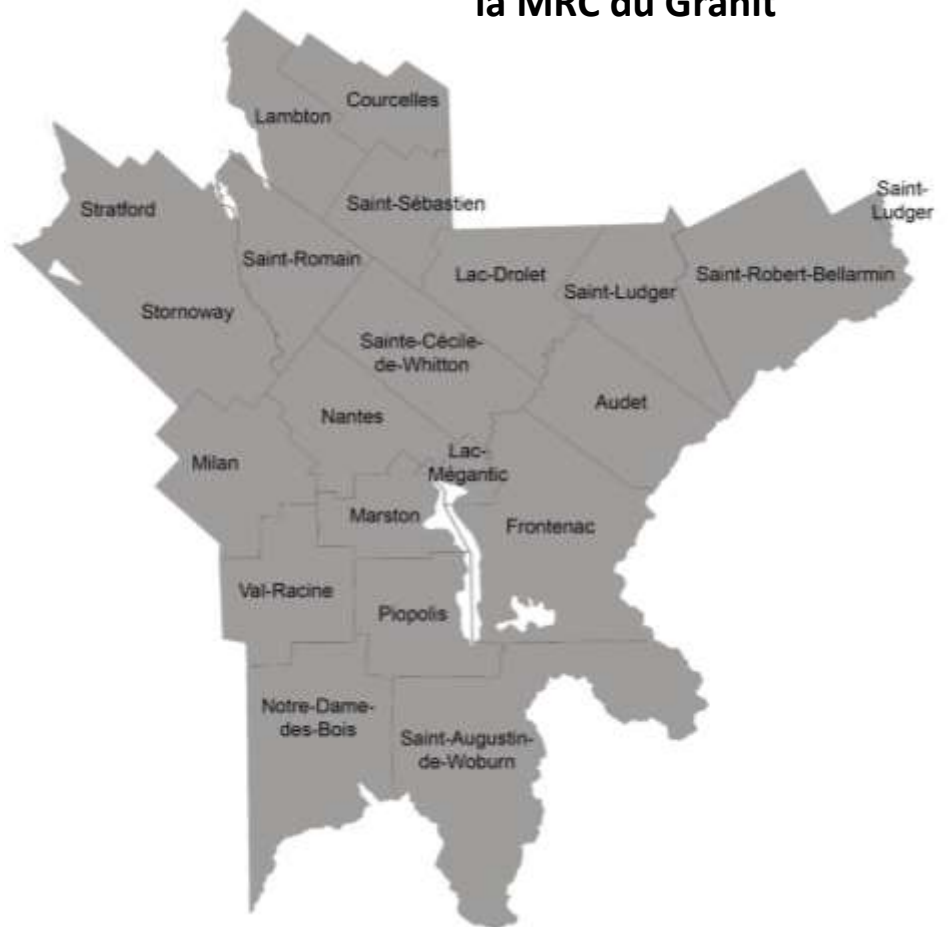 la MRC du Granit
Courcelles
Lambton
Saint-
Ludger
Saint-Sébastien
Stratford
Saint-Romain
Lac-Drolet
Saint-Robert-Bellarmin
Saint-Ludger
Stornoway
Sainte-Cécile-
de-Whitton
Audet
Nantes
Lac-
Mégantic
Milan
Marston
Frontenac
Val-Racine
Piopolis
Notre-Dame-
des-Bois
Saint-Augustin-
de-Woburn